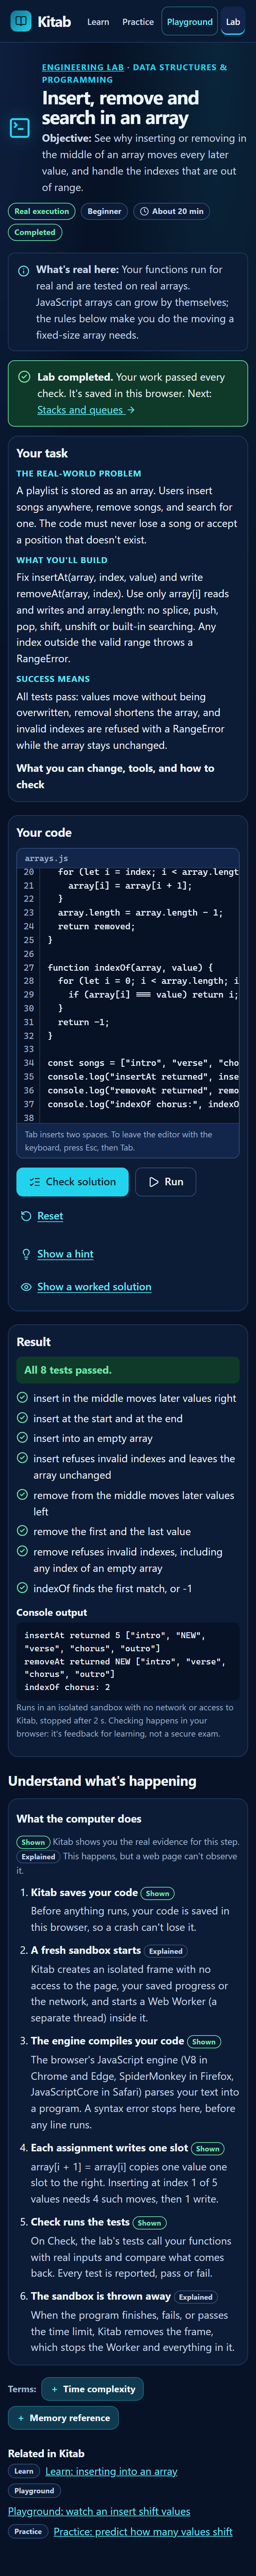 Kitab
Learn
Practice
Playground
Lab
ENGINEERING LAB · DATA STRUCTURES &
PROGRAMMING
Insert, remove and
search in an array
Objective: See why inserting or removing in
the middle of an array moves every later
value, and handle the indexes that are out
of range.
Real execution
Beginner
About 20 min
Completed
What's real here: Your functions run for
real and are tested on real arrays.
JavaScript arrays can grow by themselves;
the rules below make you do the moving a
fixed-size array needs.
Lab completed. Your work passed every
check. It's saved in this browser. Next:
Stacks and queues →
Your task
THE REAL-WORLD PROBLEM
A playlist is stored as an array. Users insert
songs anywhere, remove songs, and search for
one. The code must never lose a song or accept
a position that doesn't exist.
WHAT YOU'LL BUILD
Fix insertAt(array, index, value) and write
removeAt(array, index). Use only array[i] reads
and writes and array.length: no splice, push,
pop, shift, unshift or built-in searching. Any
index outside the valid range throws a
RangeError.
SUCCESS MEANS
All tests pass: values move without being
overwritten, removal shortens the array, and
invalid indexes are refused with a RangeError
while the array stays unchanged.
What you can change, tools, and how to
check
Your code
arrays.js
20 for (let i = index; i < array.lengt
21 array[i] = array[i + 1];
22 }
23 array.length = array.length - 1;
24 return removed;
25 }
26
27 function indexOf(array, value) {
28 for (let i = 0; i < array.length; i
29 if (array[i] === value) return i;
30 }
31 return -1;
32 }
33
34 const songs = ["intro", "verse", "cho
35 console.log("insertAt returned", inse
36 console.log("removeAt returned", remo
37 console.log("indexOf chorus:", indexO
38
Tab inserts two spaces. To leave the editor with the
keyboard, press Esc, then Tab.
Check solution
Run
Reset
Show a hint
Show a worked solution
Result
All 8 tests passed.
insert in the middle moves later values right
insert at the start and at the end
insert into an empty array
insert refuses invalid indexes and leaves the
array unchanged
remove from the middle moves later values
left
remove the first and the last value
remove refuses invalid indexes, including
any index of an empty array
indexOf finds the first match, or -1
Console output
insertAt returned 5 ["intro", "NEW",
"verse", "chorus", "outro"]
removeAt returned NEW ["intro", "verse",
"chorus", "outro"]
indexOf chorus: 2
Runs in an isolated sandbox with no network or access to
Kitab, stopped after 2 s. Checking happens in your
browser: it's feedback for learning, not a secure exam.
Understand what's happening
What the computer does
Shown Kitab shows you the real evidence for this step.
Explained This happens, but a web page can't observe
it.
1. Kitab saves your code Shown
Before anything runs, your code is saved in
this browser, so a crash can't lose it.
2. A fresh sandbox starts Explained
Kitab creates an isolated frame with no
access to the page, your saved progress or
the network, and starts a Web Worker (a
separate thread) inside it.
3. The engine compiles your code Shown
The browser's JavaScript engine (V8 in
Chrome and Edge, SpiderMonkey in Firefox,
JavaScriptCore in Safari) parses your text into
a program. A syntax error stops here, before
any line runs.
4. Each assignment writes one slot Shown
array[i + 1] = array[i] copies one value one
slot to the right. Inserting at index 1 of 5
values needs 4 such moves, then 1 write.
5. Check runs the tests Shown
On Check, the lab's tests call your functions
with real inputs and compare what comes
back. Every test is reported, pass or fail.
6. The sandbox is thrown away Explained
When the program finishes, fails, or passes
the time limit, Kitab removes the frame,
which stops the Worker and everything in it.
Terms:
+ Time complexity
+ Memory reference
Related in Kitab
Learn Learn: inserting into an array
Playground
Playground: watch an insert shift values
Practice Practice: predict how many values shift